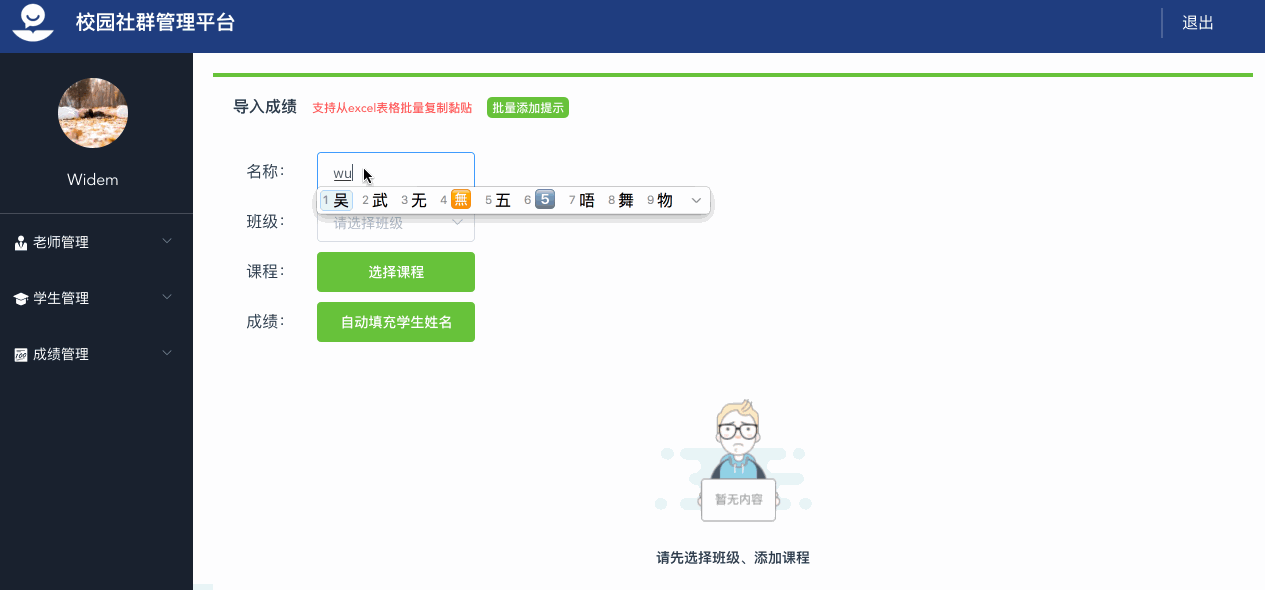 校园社群管理平台
退出
Widem
老师管理
学生管理
成绩管理
导入成绩 支持从excel表格批量复制黏贴 批量添加提示
名称： wu
1 吴 2 武 3 无 4 🈚 5 五 6 5️⃣ 7 唔 8 舞 9 物
班级： 请选择班级
课程： 选择课程
成绩： 自动填充学生姓名
暂无内容
请先选择班级、添加课程